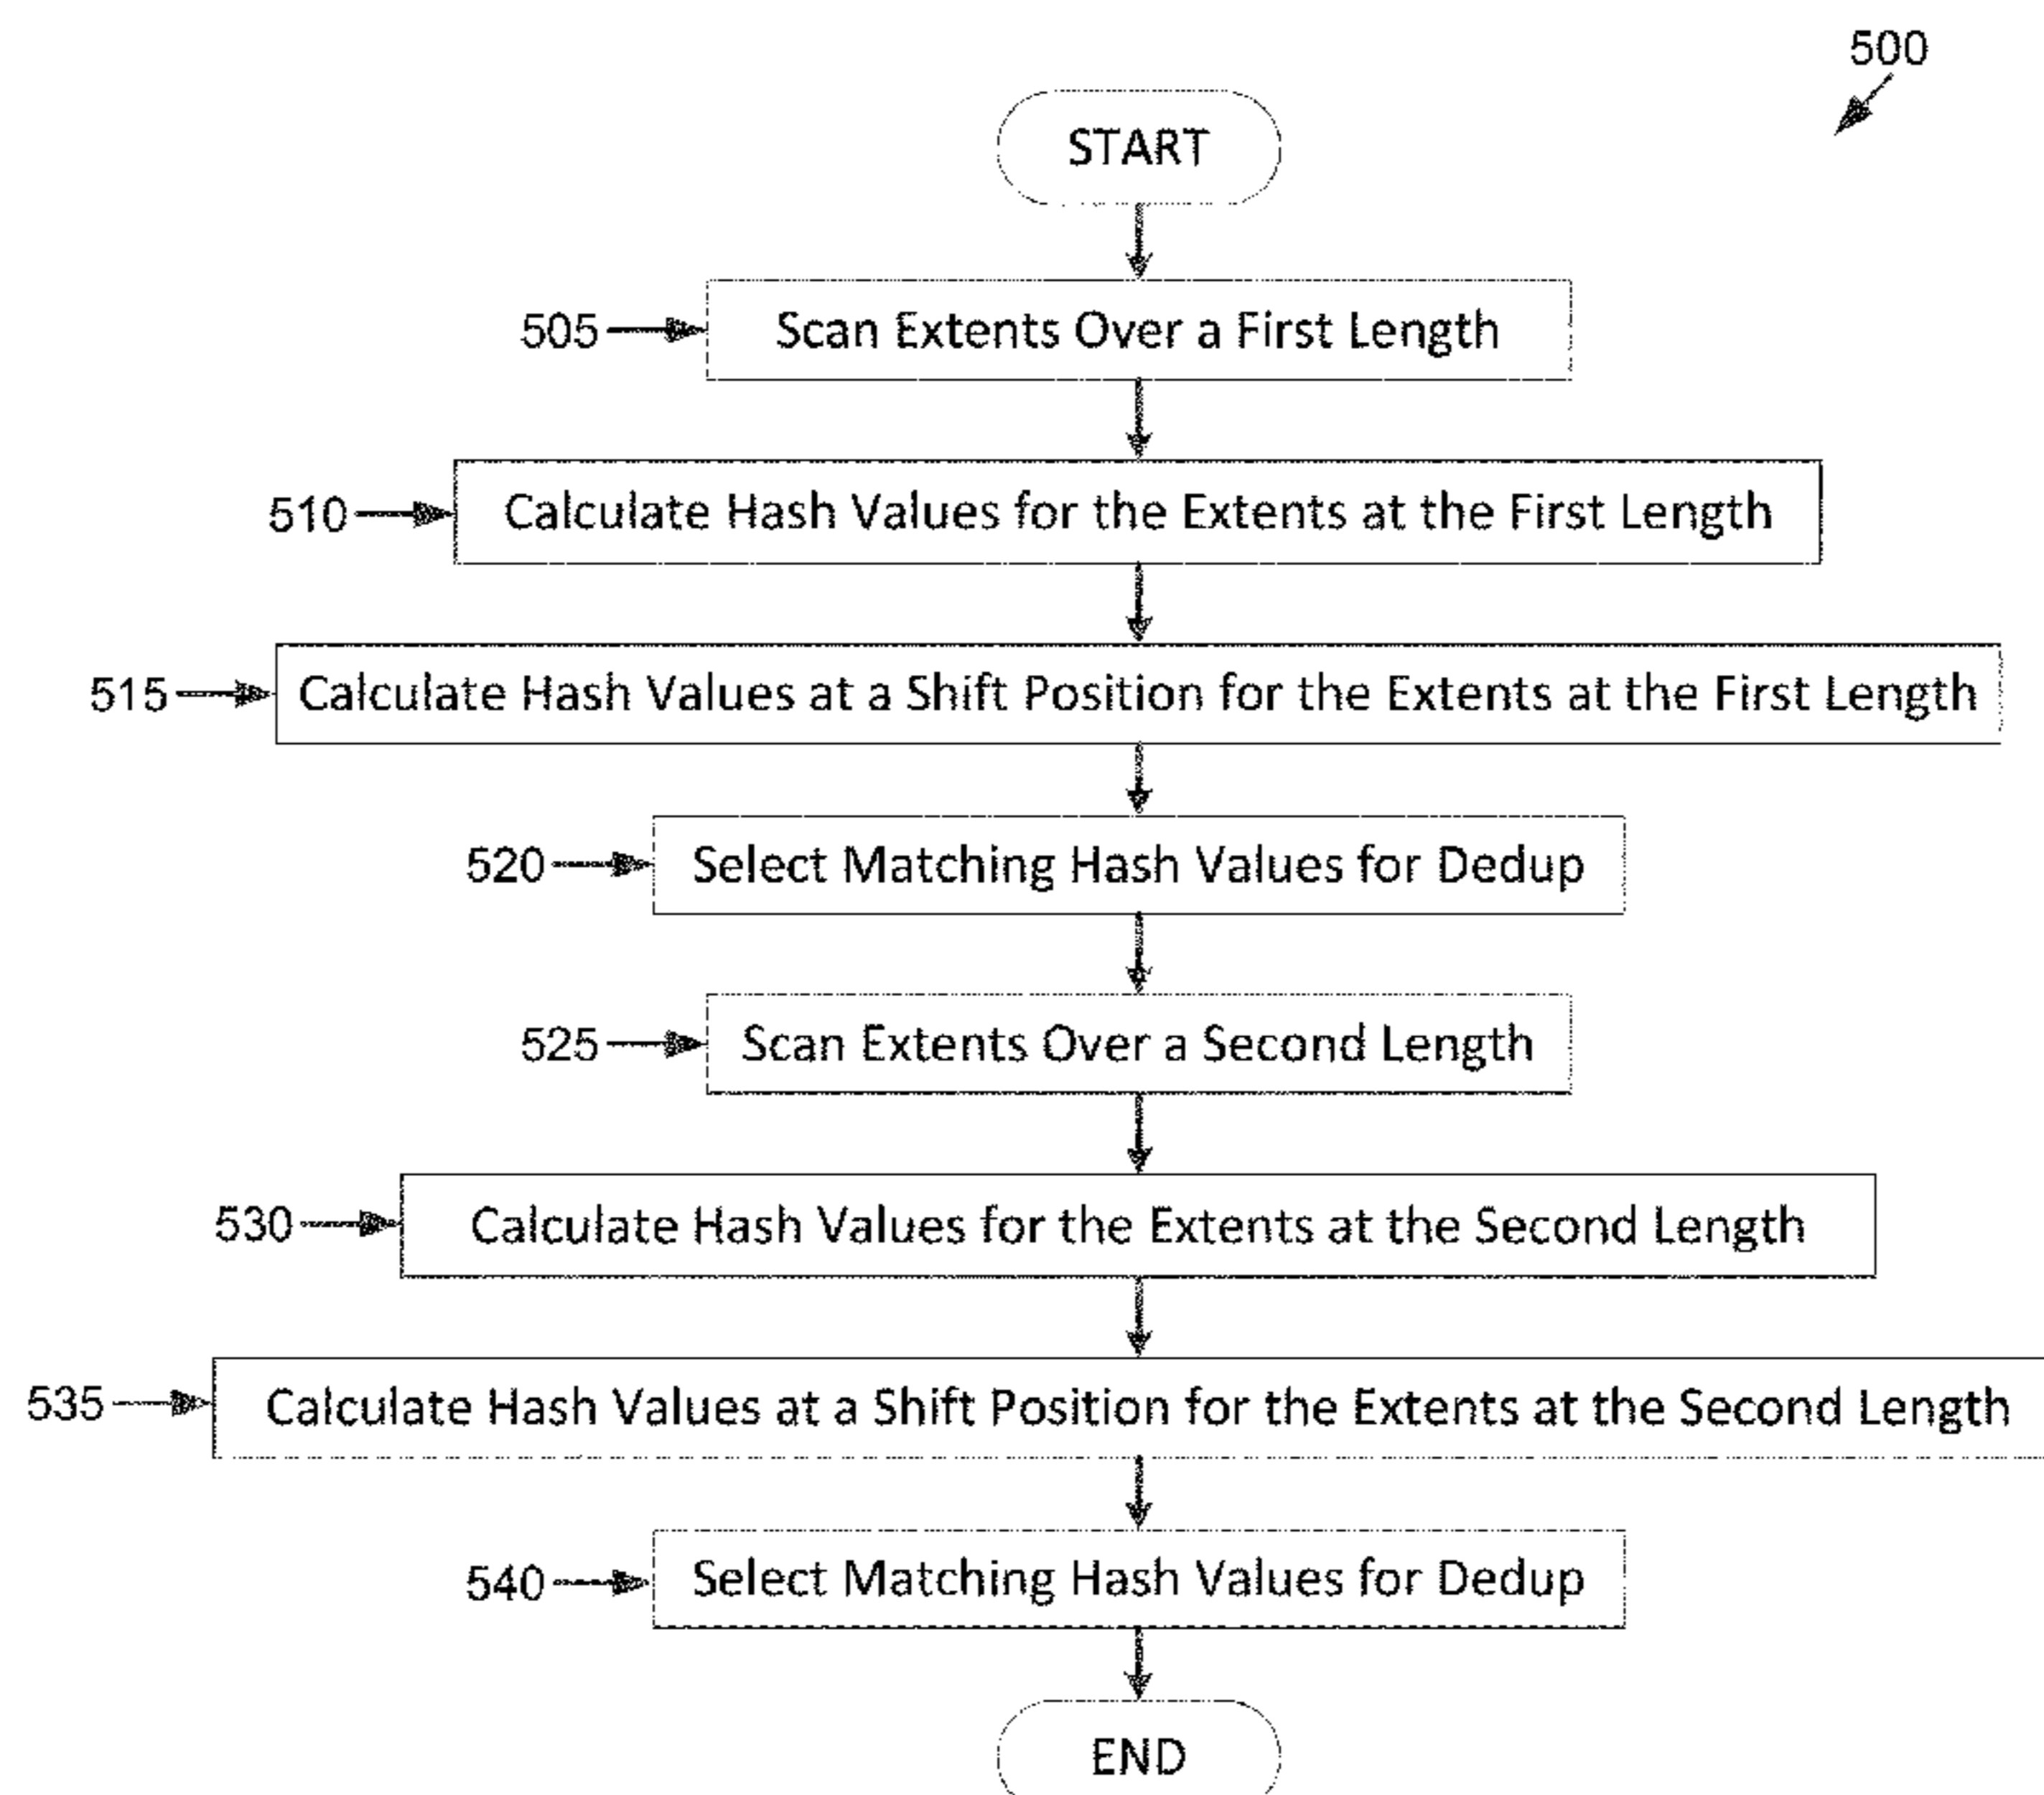 500
START
505 Scan Extents Over a First Length
510 Calculate Hash Values for the Extents at the First Length
515 Calculate Hash Values at a Shift Position for the Extents at the First Length
520 Select Matching Hash Values for Dedup
525 Scan Extents Over a Second Length
530 Calculate Hash Values for the Extents at the Second Length
535 Calculate Hash Values at a Shift Position for the Extents at the Second Length
540 Select Matching Hash Values for Dedup
END